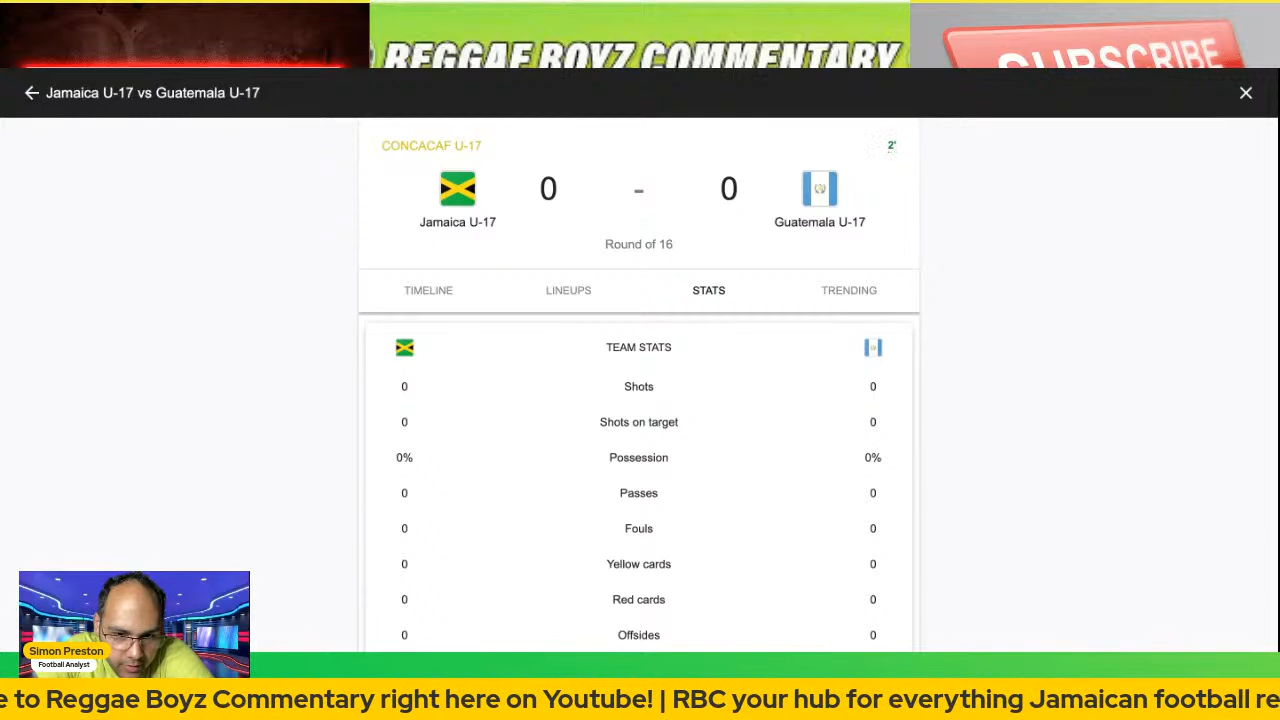 REGGAE BOYZ COMMENTARY
SUBSCRIBE
Jamaica U-17 vs Guatemala U-17
CONCACAF U-17
2'
0 - 0
Jamaica U-17
Guatemala U-17
Round of 16
TIMELINE LINEUPS STATS TRENDING
TEAM STATS
0 Shots 0
0 Shots on target 0
0% Possession 0%
0 Passes 0
0 Fouls 0
0 Yellow cards 0
0 Red cards 0
0 Offsides 0
Simon Preston
Football Analyst
e to Reggae Boyz Commentary right here on Youtube! | RBC your hub for everything Jamaican football re